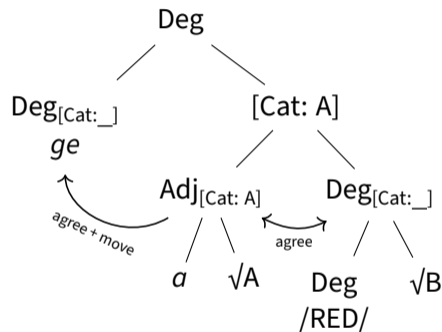 Deg
Deg[Cat:_] [Cat: A]
ge
Adj[Cat: A] Deg[Cat:_]
agree + move
agree
a √A Deg √B
/RED/